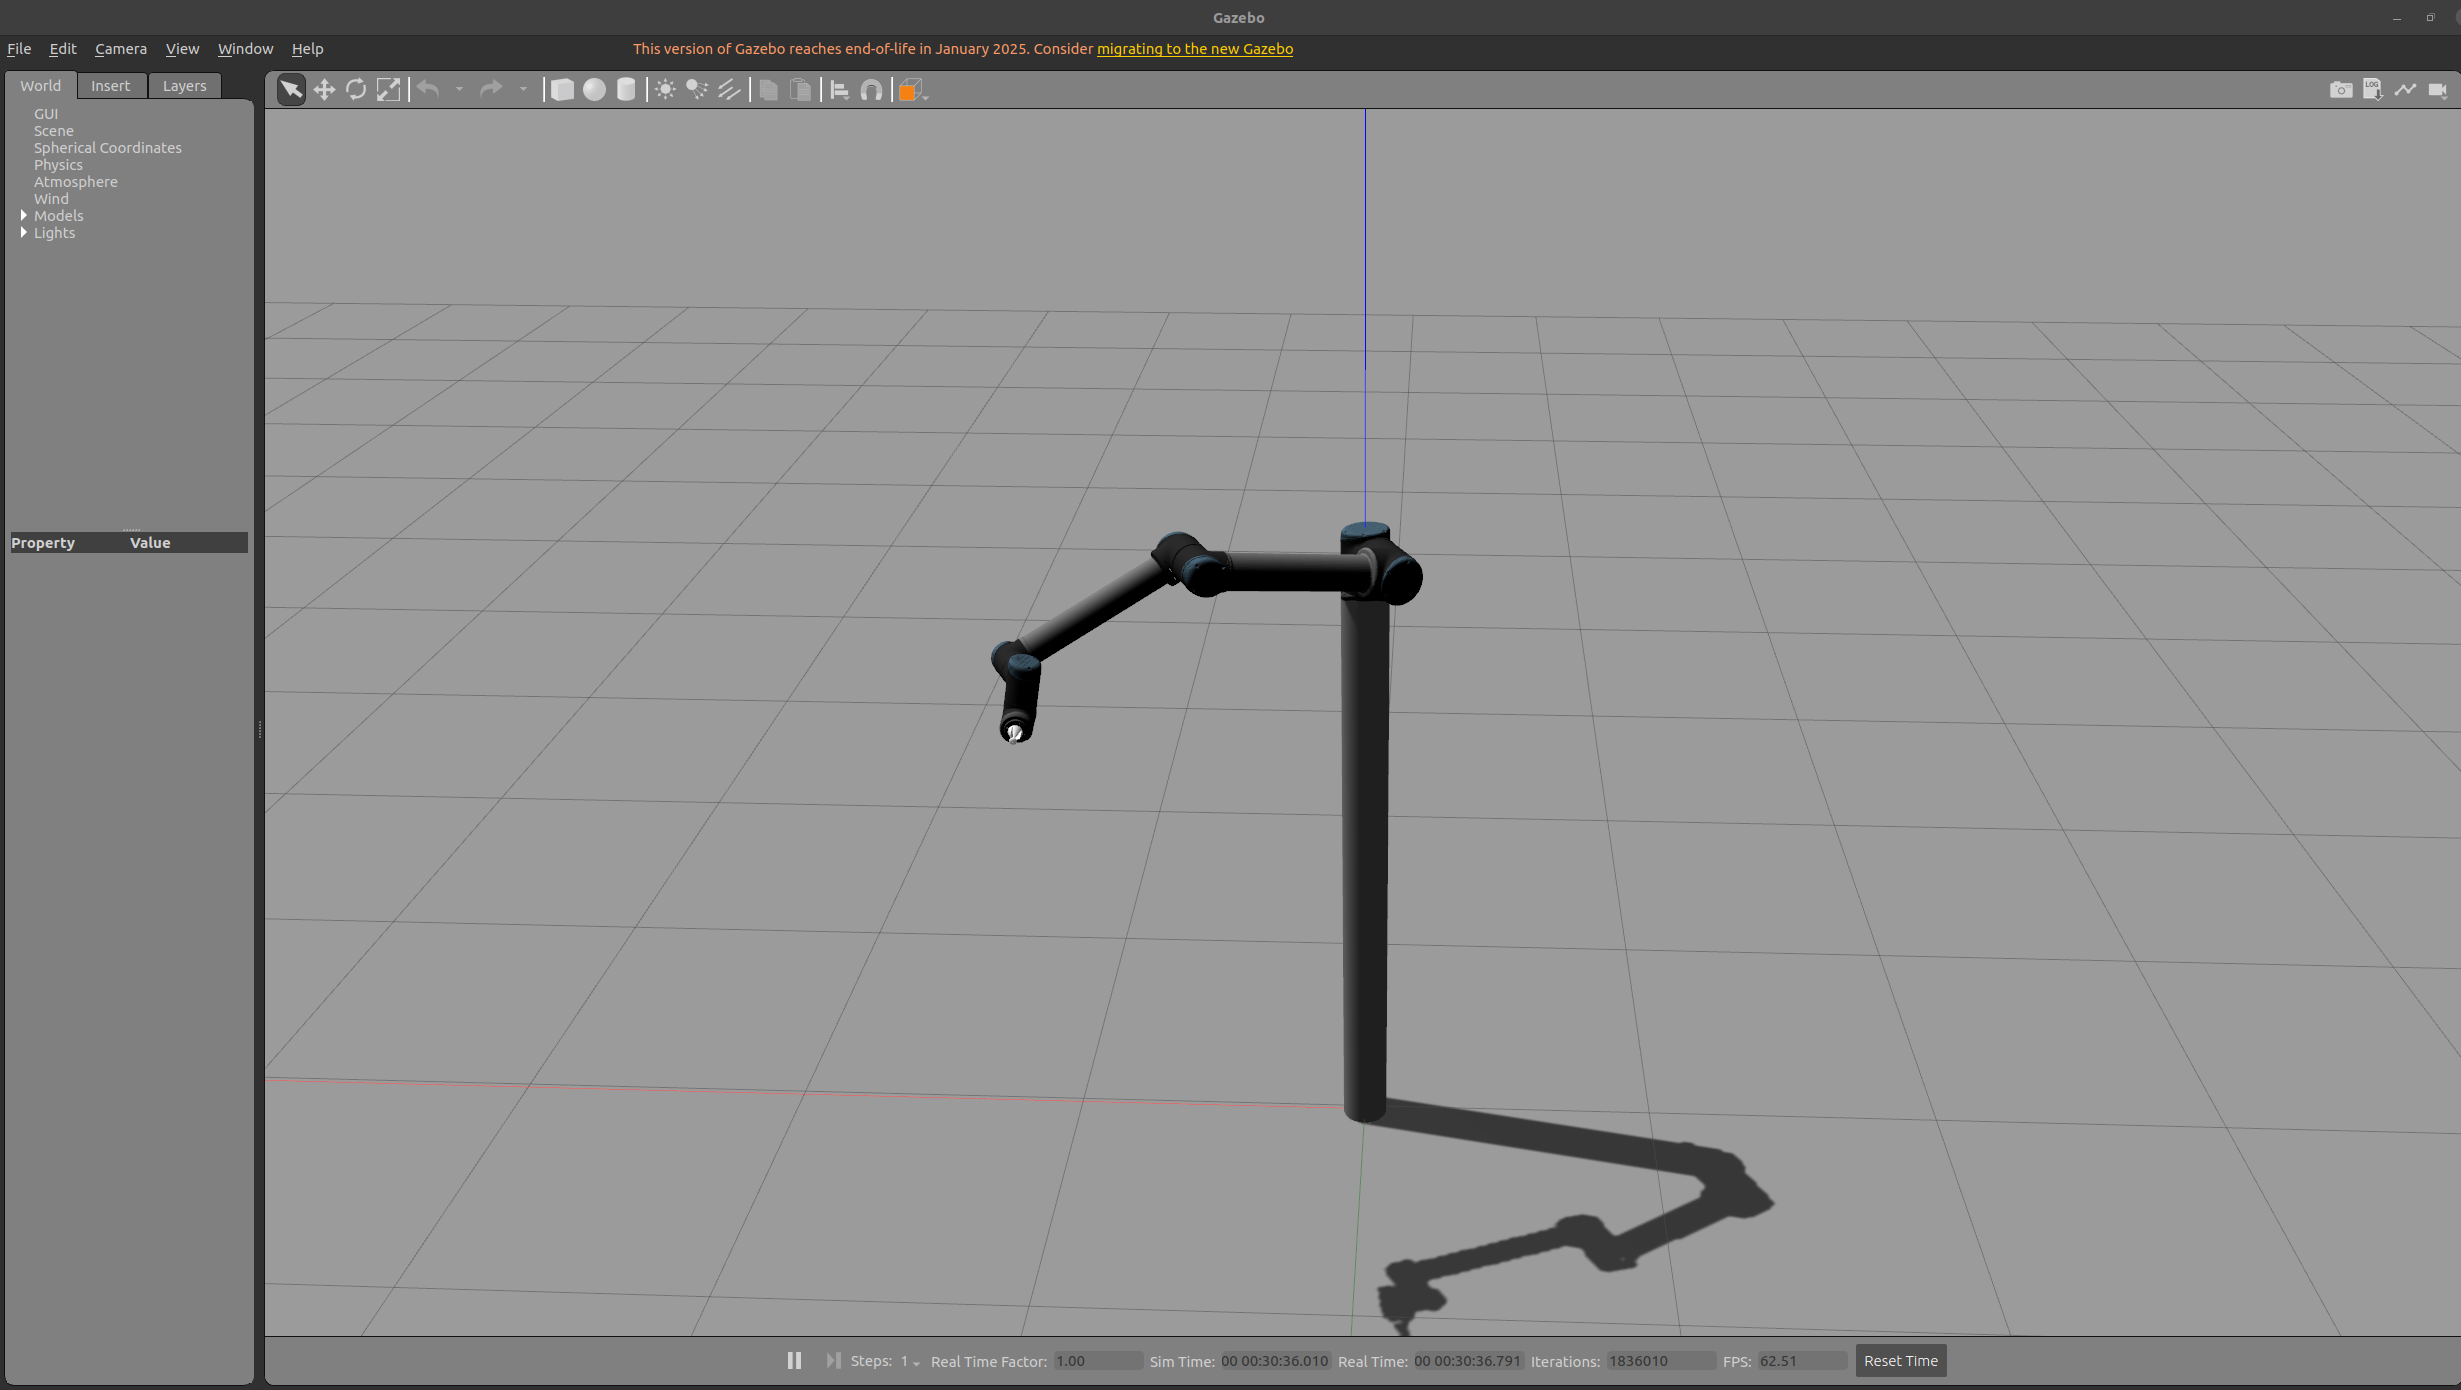 Gazebo
File Edit Camera View Window Help
This version of Gazebo reaches end-of-life in January 2025. Consider migrating to the new Gazebo
World Insert Layers
LOG
GUI
Scene
Spherical Coordinates
Physics
Atmosphere
Wind
Models
Lights
Property Value
Steps: 1 Real Time Factor: 1.00 Sim Time: 00 00:30:36.010 Real Time: 00 00:30:36.791 Iterations: 1836010 FPS: 62.51 Reset Time